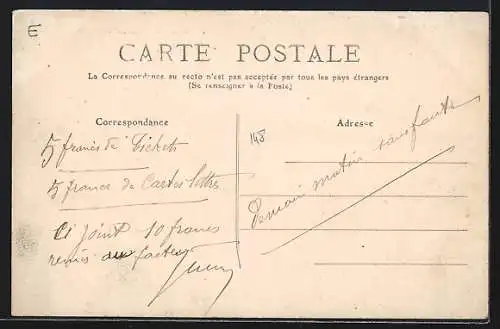 E
CARTE POSTALE
La Correspondance au recto n'est pas acceptée par tous les pays étrangers
(Se renseigner à la Poste)
Correspondance
Adresse
148
5 francs de Tickets
5 francs de Cartes lettres
Ci joint 10 francs
remis au facteur
Demain matin sans faute